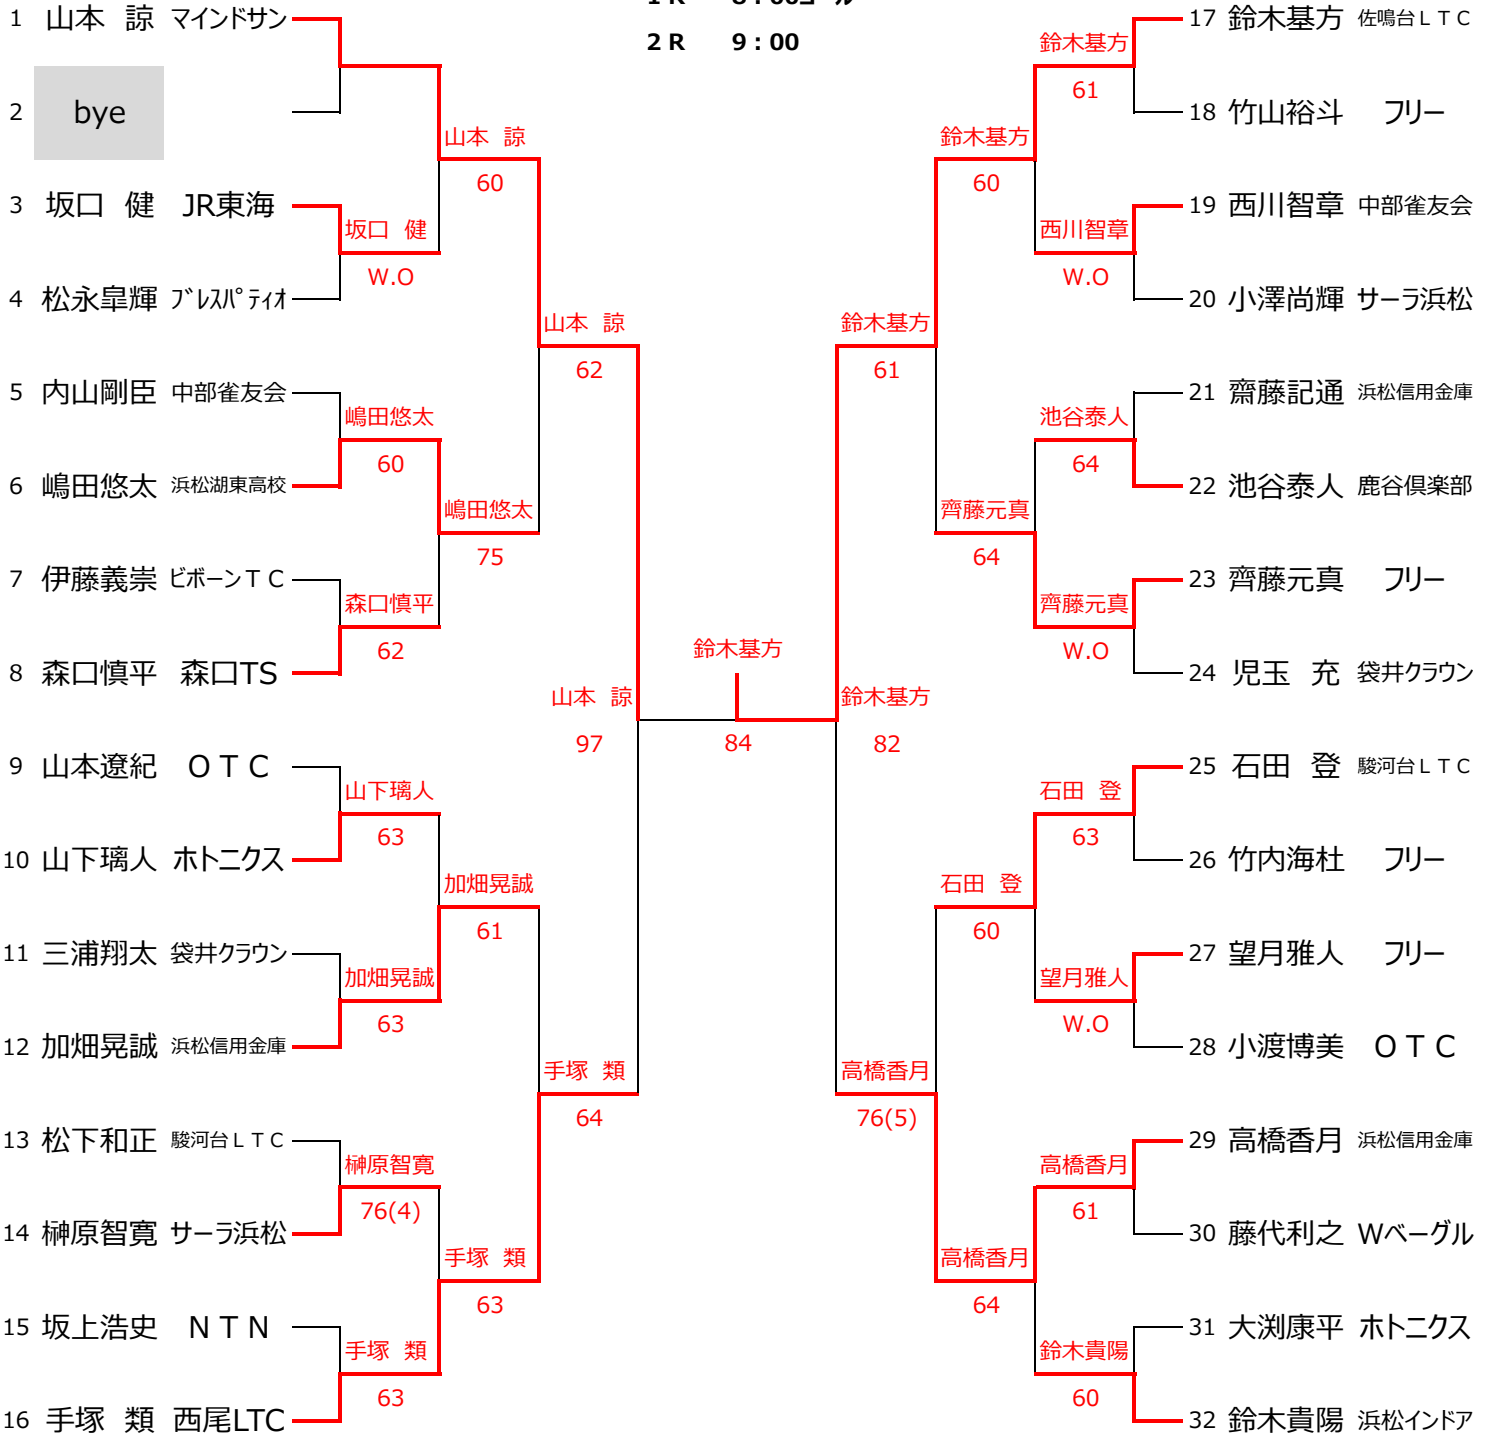 2 R 9：00
1 山本 諒 マインドサン
2 bye
3 坂口 健 JR東海
4 松永皐輝 ブレスパティオ
5 内山剛臣 中部雀友会
6 嶋田悠太 浜松湖東高校
7 伊藤義崇 ビボーンＴＣ
8 森口慎平 森口TS
9 山本遼紀 ＯＴＣ
10 山下璃人 ホトニクス
11 三浦翔太 袋井クラウン
12 加畑晃誠 浜松信用金庫
13 松下和正 駿河台ＬＴＣ
14 榊原智寛 サーラ浜松
15 坂上浩史 ＮＴＮ
16 手塚 類 西尾LTC
坂口 健
W.O
嶋田悠太
60
森口慎平
62
山下璃人
63
加畑晃誠
63
榊原智寛
76(4)
手塚 類
63
山本 諒
60
嶋田悠太
75
加畑晃誠
61
手塚 類
63
山本 諒
62
手塚 類
64
山本 諒
97
鈴木基方
84
鈴木基方
82
鈴木基方
61
高橋香月
76(5)
鈴木基方
60
齊藤元真
64
石田 登
60
高橋香月
64
鈴木基方
61
西川智章
W.O
池谷泰人
64
齊藤元真
W.O
石田 登
63
望月雅人
W.O
高橋香月
61
鈴木貴陽
60
17 鈴木基方 佐鳴台ＬＴＣ
18 竹山裕斗 フリー
19 西川智章 中部雀友会
20 小澤尚輝 サーラ浜松
21 齋藤記通 浜松信用金庫
22 池谷泰人 鹿谷倶楽部
23 齊藤元真 フリー
24 児玉 充 袋井クラウン
25 石田 登 駿河台ＬＴＣ
26 竹内海杜 フリー
27 望月雅人 フリー
28 小渡博美 ＯＴＣ
29 高橋香月 浜松信用金庫
30 藤代利之 Wベーグル
31 大渕康平 ホトニクス
32 鈴木貴陽 浜松インドア